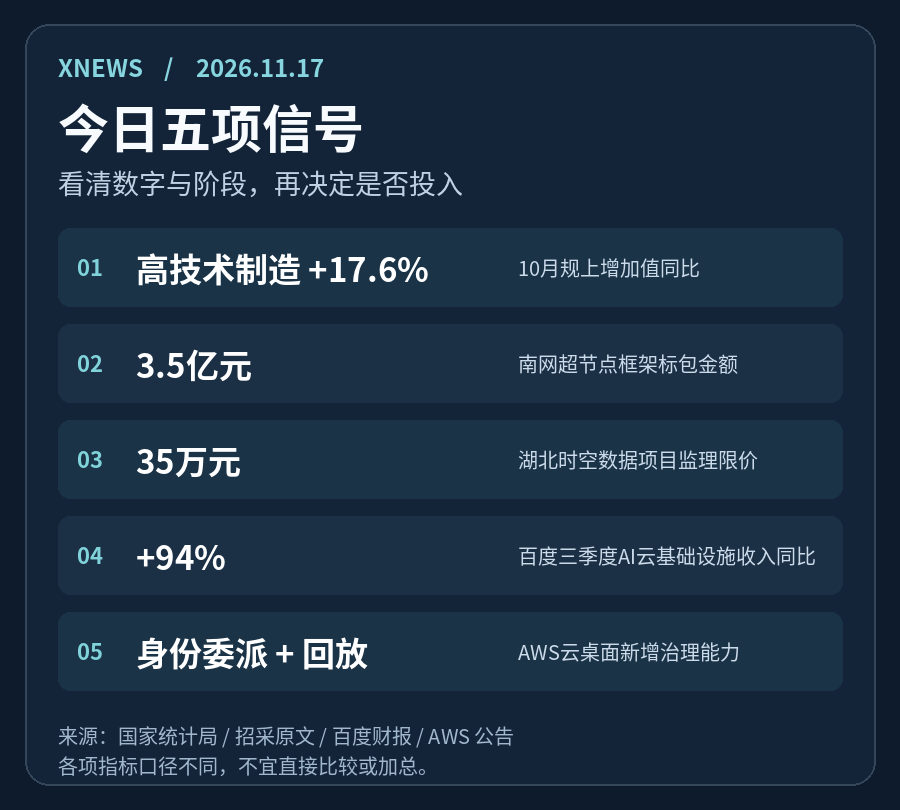 XNEWS / 2026.11.17
今日五项信号
看清数字与阶段，再决定是否投入
01 高技术制造 +17.6% 10月规上增加值同比
02 3.5亿元 南网超节点框架标包金额
03 35万元 湖北时空数据项目监理限价
04 +94% 百度三季度AI云基础设施收入同比
05 身份委派 + 回放 AWS云桌面新增治理能力
来源：国家统计局 / 招采原文 / 百度财报 / AWS 公告
各项指标口径不同，不宜直接比较或加总。